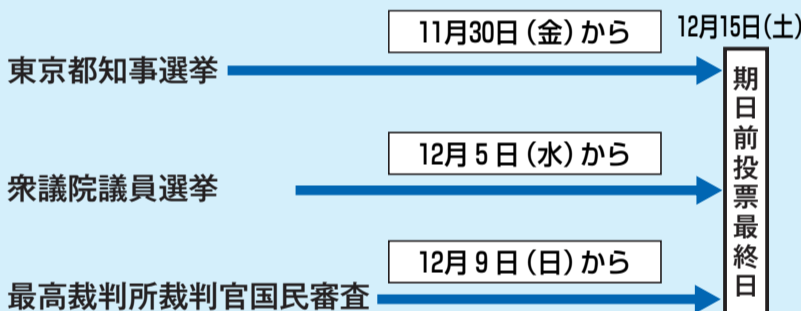 11月30日(金)から
12月15日(土)
東京都知事選挙
12月5日(水)から
衆議院議員選挙
12月9日(日)から
最高裁判所裁判官国民審査
期日前投票最終日